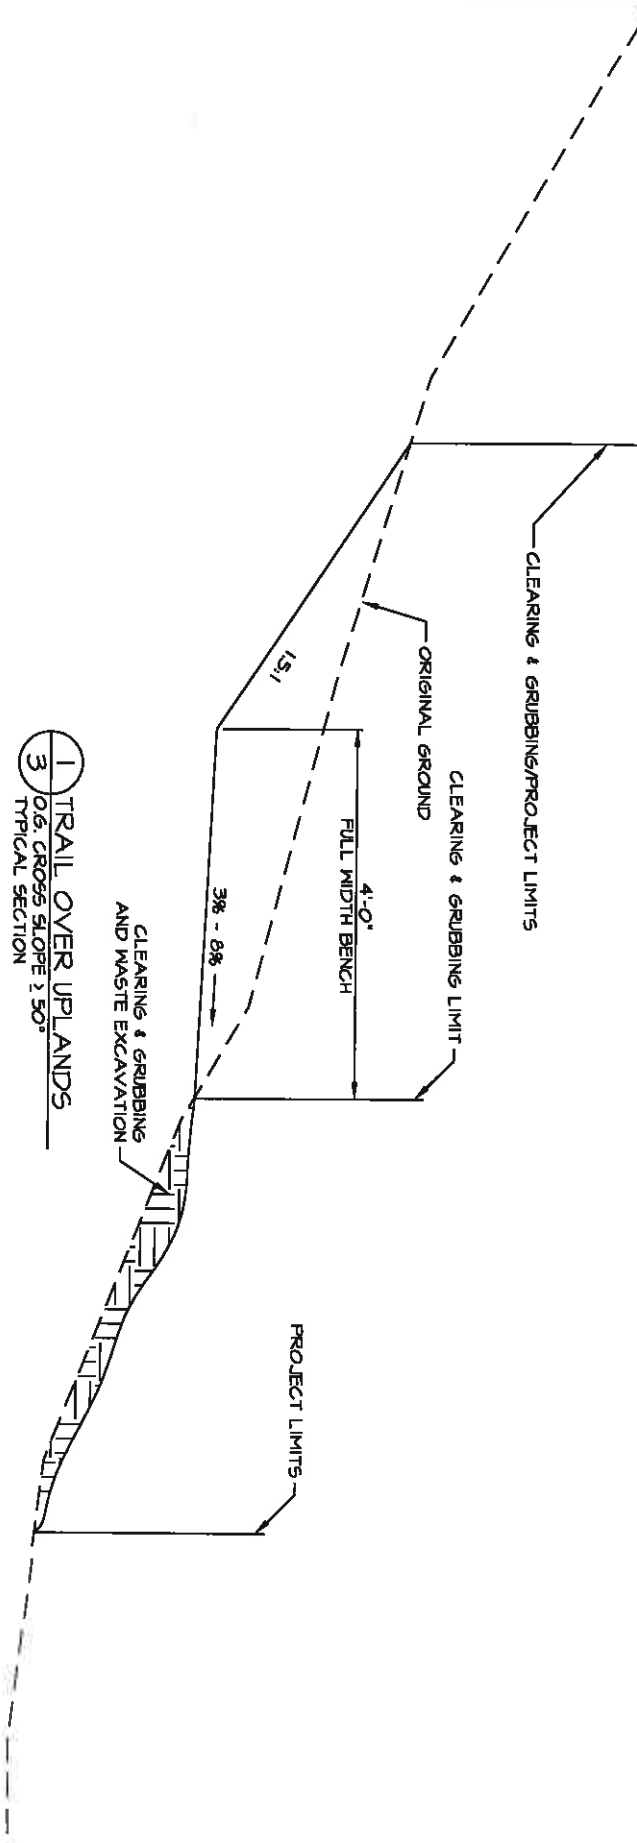 CLEARING & GRUBBING/PROJECT LIMITS
ORIGINAL GROUND
CLEARING & GRUBBING LIMIT
1.5:1
4'-0"
FULL WIDTH BENCH
3% - 8%
PROJECT LIMITS
CLEARING & GRUBBING
AND WASTE EXCAVATION
1
3
TRAIL OVER UPLANDS
O.G. CROSS SLOPE ≥ 50°
TYPICAL SECTION